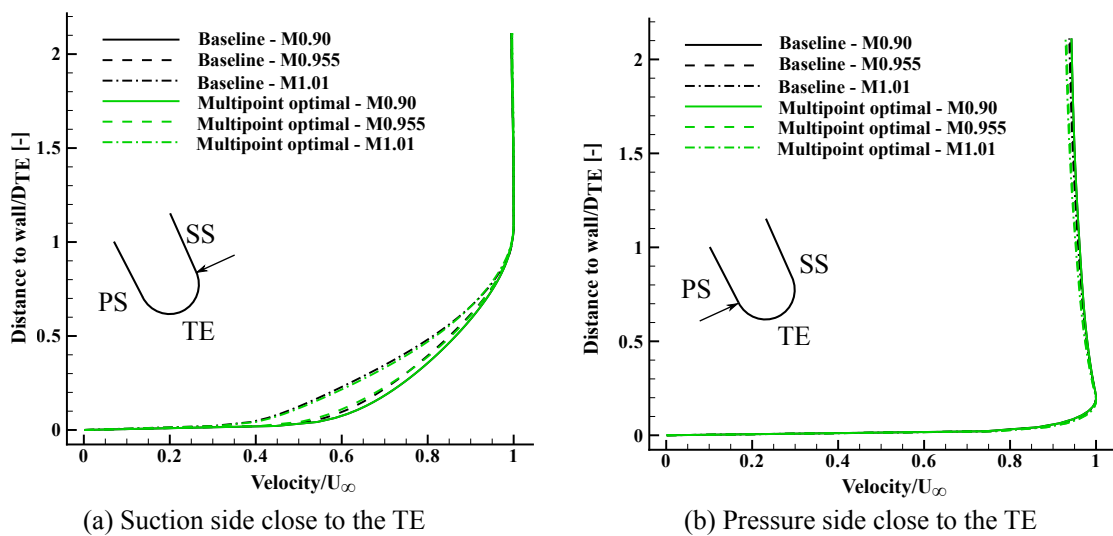 Baseline - M0.90
Baseline - M0.955
Baseline - M1.01
Multipoint optimal - M0.90
Multipoint optimal - M0.955
Multipoint optimal - M1.01
Distance to wall/DTE [-]
2
1.5
1
0.5
0
SS
PS
TE
0 0.2 0.4 0.6 0.8 1
Velocity/U∞
(a) Suction side close to the TE
Baseline - M0.90
Baseline - M0.955
Baseline - M1.01
Multipoint optimal - M0.90
Multipoint optimal - M0.955
Multipoint optimal - M1.01
Distance to wall/DTE [-]
2
1.5
1
0.5
0
SS
PS
TE
0 0.2 0.4 0.6 0.8 1
Velocity/U∞
(b) Pressure side close to the TE